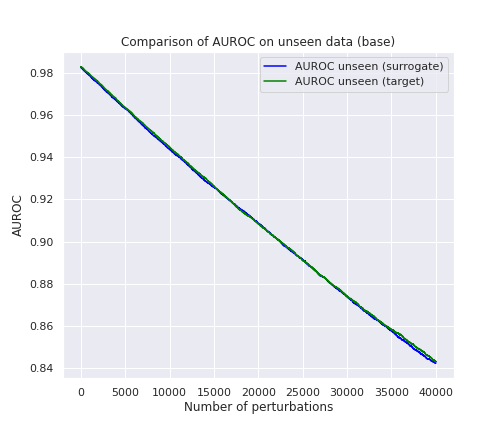 Comparison of AUROC on unseen data (base)
AUROC unseen (surrogate)
AUROC unseen (target)
AUROC
0.98
0.96
0.94
0.92
0.90
0.88
0.86
0.84
0 5000 10000 15000 20000 25000 30000 35000 40000
Number of perturbations